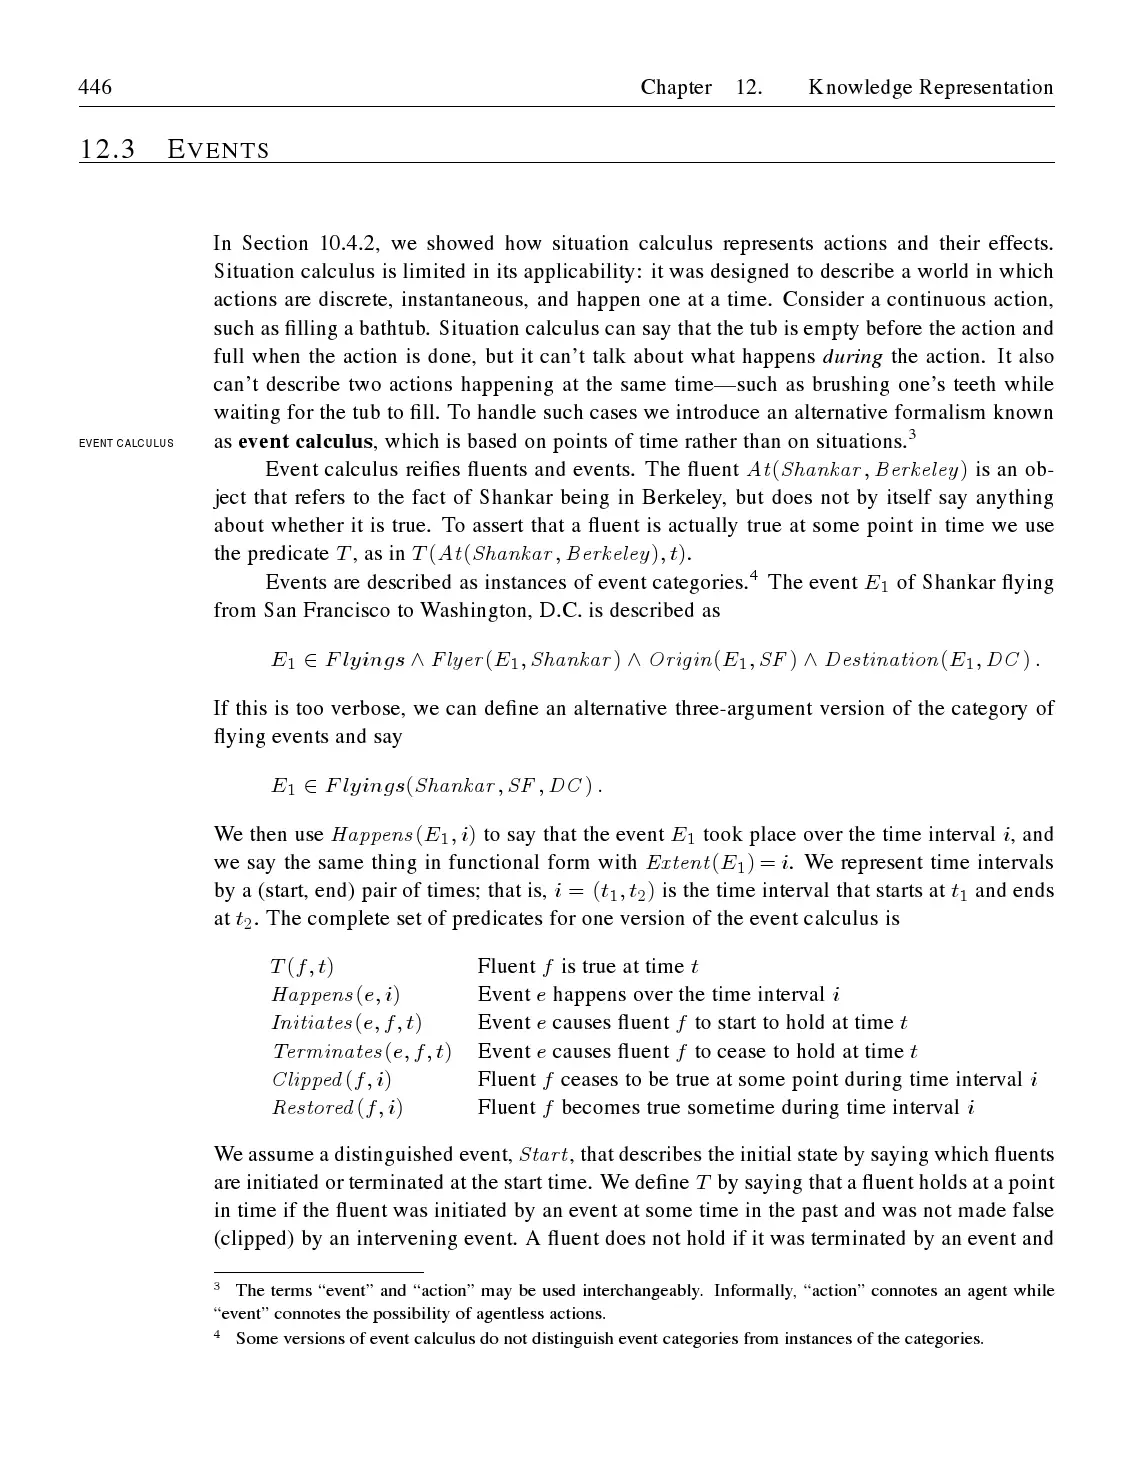 446 Chapter 12. Knowledge Representation
12.3 EVENTS
In Section 10.4.2, we showed how situation calculus represents actions and their effects.
Situation calculus is limited in its applicability: it was designed to describe a world in which
actions are discrete, instantaneous, and happen one at a time. Consider a continuous action,
such as filling a bathtub. Situation calculus can say that the tub is empty before the action and
full when the action is done, but it can't talk about what happens during the action. It also
can't describe two actions happening at the same time—such as brushing one's teeth while
waiting for the tub to fill. To handle such cases we introduce an alternative formalism known
EVENT CALCULUS as event calculus, which is based on points of time rather than on situations.³
Event calculus reifies fluents and events. The fluent At(Shankar, Berkeley) is an ob-
ject that refers to the fact of Shankar being in Berkeley, but does not by itself say anything
about whether it is true. To assert that a fluent is actually true at some point in time we use
the predicate T, as in T(At(Shankar, Berkeley), t).
Events are described as instances of event categories.⁴ The event E₁ of Shankar flying
from San Francisco to Washington, D.C. is described as
E₁ ∈ Flyings ∧ Flyer(E₁, Shankar) ∧ Origin(E₁, SF) ∧ Destination(E₁, DC) .
If this is too verbose, we can define an alternative three-argument version of the category of
flying events and say
E₁ ∈ Flyings(Shankar, SF, DC) .
We then use Happens(E₁, i) to say that the event E₁ took place over the time interval i, and
we say the same thing in functional form with Extent(E₁) = i. We represent time intervals
by a (start, end) pair of times; that is, i = (t₁, t₂) is the time interval that starts at t₁ and ends
at t₂. The complete set of predicates for one version of the event calculus is
T(f, t) Fluent f is true at time t
Happens(e, i) Event e happens over the time interval i
Initiates(e, f, t) Event e causes fluent f to start to hold at time t
Terminates(e, f, t) Event e causes fluent f to cease to hold at time t
Clipped(f, i) Fluent f ceases to be true at some point during time interval i
Restored(f, i) Fluent f becomes true sometime during time interval i
We assume a distinguished event, Start, that describes the initial state by saying which fluents
are initiated or terminated at the start time. We define T by saying that a fluent holds at a point
in time if the fluent was initiated by an event at some time in the past and was not made false
(clipped) by an intervening event. A fluent does not hold if it was terminated by an event and
³ The terms "event" and "action" may be used interchangeably. Informally, "action" connotes an agent while
"event" connotes the possibility of agentless actions.
⁴ Some versions of event calculus do not distinguish event categories from instances of the categories.